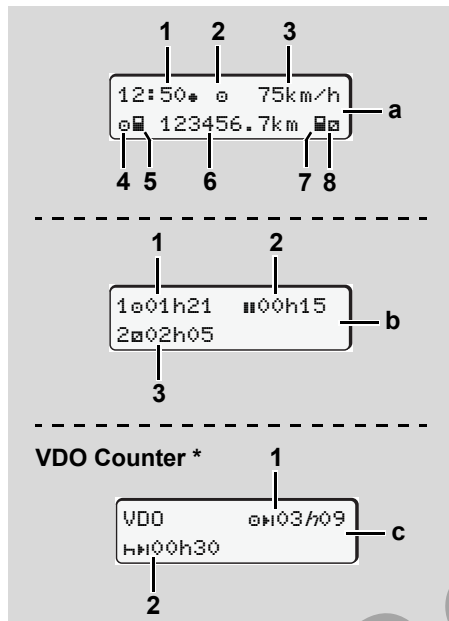 1 2 3
12:50 75km/h
a
123456.7km
4 5 6 7 8
1 2
1 01h21 00h15
b
2 02h05
3
VDO Counter *
1
VDO 03h09
c
00h30
2